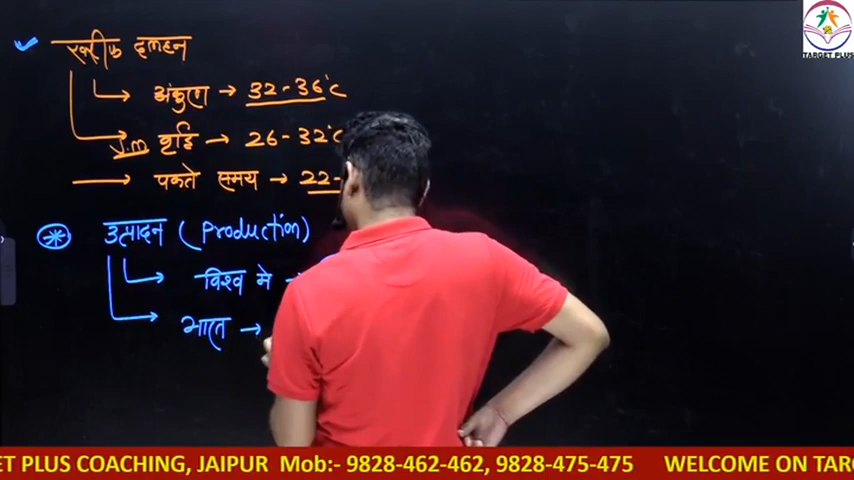 खरीफ दलहन
अंकुरण → 32-36°C
J.M वृद्धि → 26-32°C
पकते समय → 22-
उत्पादन (Production)
विश्व मे →
भारत →
TARGET PLUS
ET PLUS COACHING, JAIPUR Mob:- 9828-462-462, 9828-475-475 WELCOME ON TARG